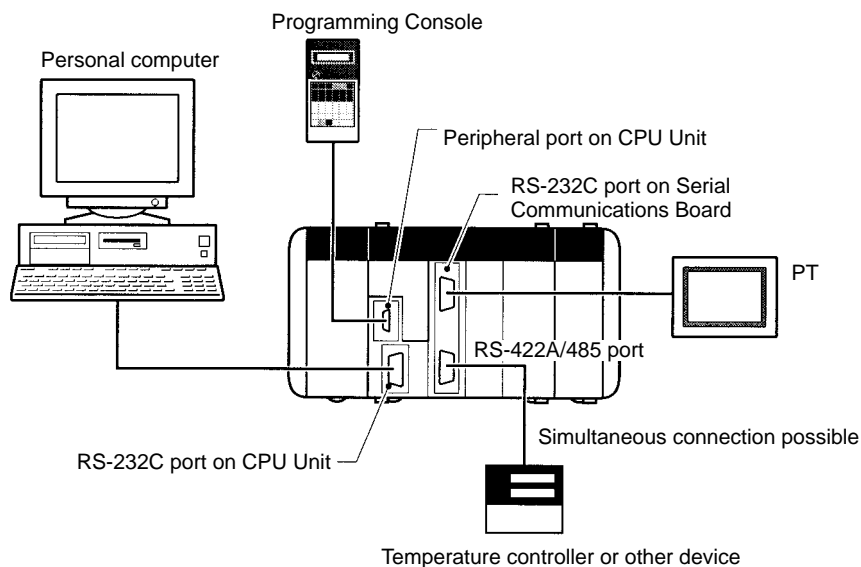 Programming Console
Personal computer
Peripheral port on CPU Unit
RS-232C port on Serial
Communications Board
PT
RS-422A/485 port
Simultaneous connection possible
RS-232C port on CPU Unit
Temperature controller or other device